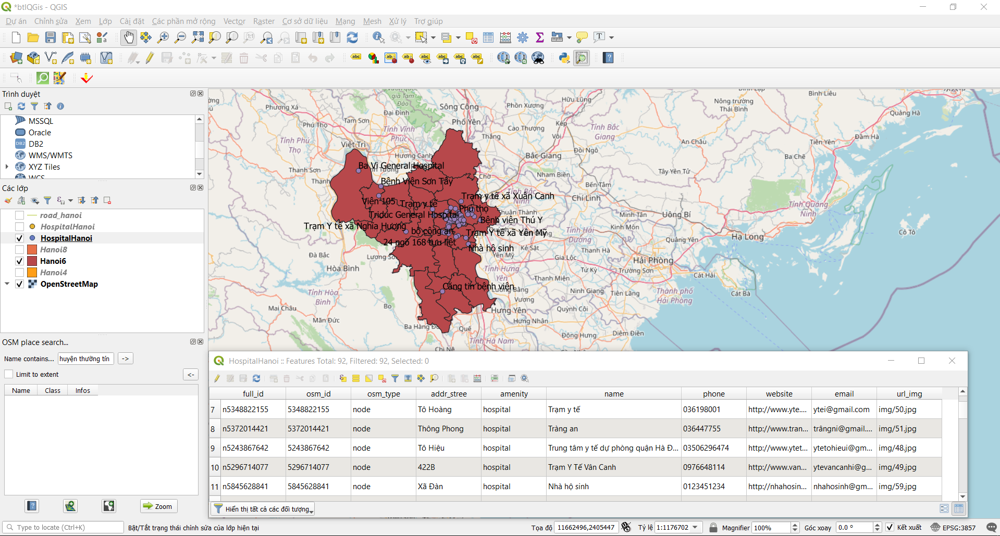 *btlQGis - QGIS
Dự án Chỉnh sửa Xem Lớp Cài đặt Các phần mở rộng Vector Raster Cơ sở dữ liệu Mạng Mesh Xử lý Trợ giúp
Trình duyệt
MSSQL
Oracle
DB2
WMS/WMTS
XYZ Tiles
WCS
Các lớp
road_hanoi
HospitalHanoi
HospitalHanoi
Hanoi8
Hanoi6
Hanoi4
OpenStreetMap
OSM place search...
Name contains... huyện thường tín ->
Limit to extent <-
Name Class Infos
Zoom
Phương Xá
Đại Đình
Sông Công
Phn Xương
Hữu Lũng
Nông trường
Thái Bình
Bình Liêu
Quảng Hà
Phú Thọ
Tam Sơn
Tỉnh Vĩnh Phúc
Phổ Yên
Cao Thượng
Kép
Vôi
Tỉnh Bắc Giang
An Châu
Tiên Yên
Đầm Hà
Tỉnh Phú Thọ
Việt Trì
Thắng
Hương Canh
Bắc Giang
Đồi Ngô
Ba Chẽ
Ba Vì General Hospital
Thanh Sơn
Chờ
Nham Biền
Tây Yên Tử
Bệnh Viện Sơn Tây
Bến Tắm
Viện 105
Trạm y tế
Trạm y tế xã Xuân Canh
Chí Linh
Tỉnh Quảng Ninh
Phú thọ
Thuận Thành
Triđức General Hospital
Bệnh viện Thú Y
Mạo Khê
Uông Bí
Minh Tân
Trạm Y tế xã Nghĩa Hương
bộ công an
Trạm Y tế xã Yên Mỹ
Kinh Môn
Quảng Yên
Hạ Long
Cô Tô
Tỉnh Hải Dương
24 ngõ 168 tựu liệt
Nhà hộ sinh
Kẻ Sặt
Thanh Hà
Đà Bắc
Lương Sơn
Yên Mỹ
Gia Lộc
Hải Phòng
Hòa Bình
Tỉnh Hưng Yên
Tứ Kỳ
Trường Sơn
Cát Hải
Thanh Miện
Căng tin bệnh viện
Lương Bằng
Ninh Giang
Tiên Lãng
Thành phố Hải Phòng
Cát Bà
Tỉnh Hòa Bình
Bo
Vương
Mai Châu
Hưng Yên
Quỳnh Côi
Mãn Đức
Ba Hàng Đồi
Quế
Hưng Nhân
Diêm Điền
Đông Hưng
Tỉnh Hà Nam
Chi Nê
HospitalHanoi :: Features Total: 92, Filtered: 92, Selected: 0
full_id osm_id osm_type addr_stree amenity name phone website email url_img
7 n5348822155 5348822155 node Tô Hoàng hospital Trạm y tế 036198001 http://www.yte.... ytei@gmail.com img/50.jpg
8 n5372014421 5372014421 node Thông Phong hospital Tràng an 036447755 http://www.tran... trângni@gmail.... img/51.jpg
9 n5243867642 5243867642 node Tô Hiệu hospital Trung tâm y tế dự phòng quận Hà Đ... 03506296474 http://www.ytet... ytetohieui@gm... img/48.jpg
10 n5296714077 5296714077 node 422B hospital Trạm Y Tế Vân Canh 0976648114 http://www.van... ytevancanhi@g... img/49.jpg
11 n5845628841 5845628841 node Xã Đàn hospital Nhà hộ sinh 0123451234 http://nhahosin... nhahosinh@gm... img/59.jpg
Hiển thị tất cả các đối tượng
Type to locate (Ctrl+K) Bật/Tắt trạng thái chỉnh sửa của lớp hiện tại Tọa độ 11662496,2405447 Tỷ lệ 1:1176702 Magnifier 100% Góc xoay 0.0 ° Kết xuất EPSG:3857